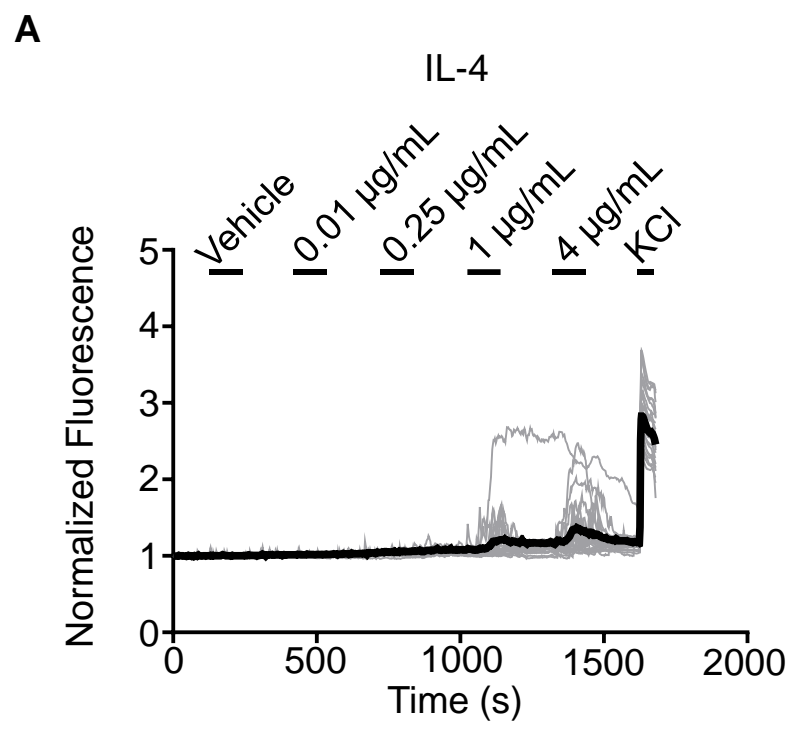 A
IL-4
Vehicle
0.01 µg/mL
0.25 µg/mL
1 µg/mL
4 µg/mL
KCl
Normalized Fluorescence
5
4
3
2
1
0
0 500 1000 1500 2000
Time (s)